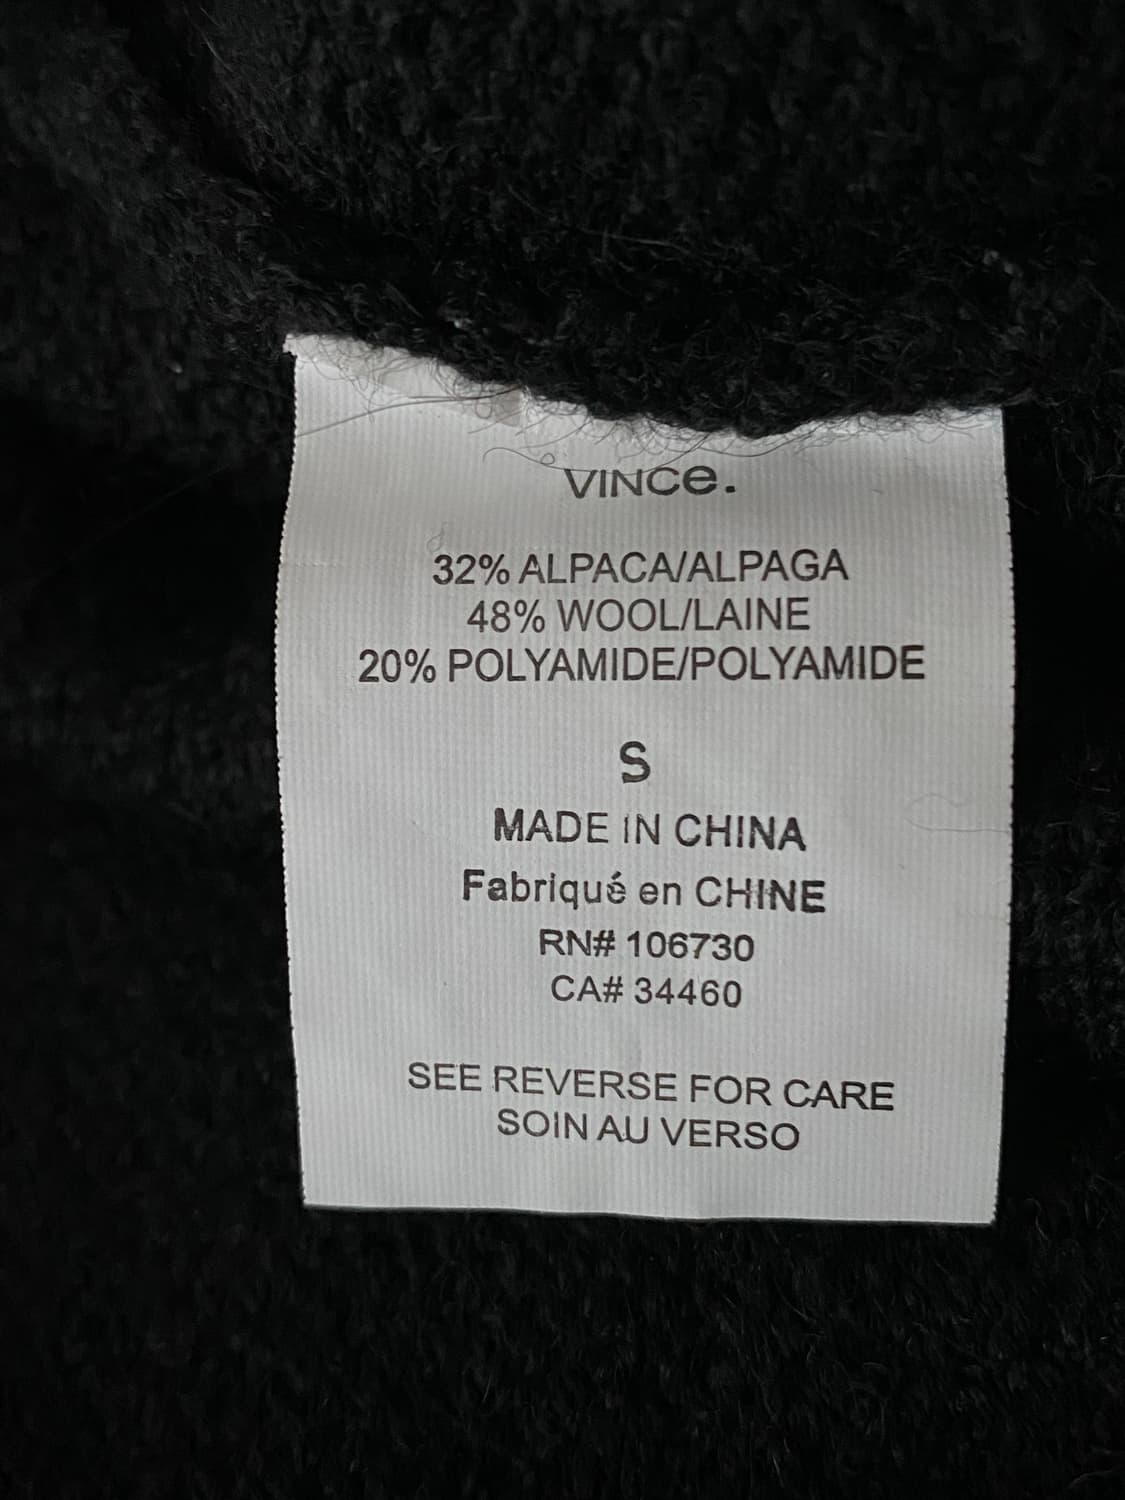 VINCe.
32% ALPACA/ALPAGA
48% WOOL/LAINE
20% POLYAMIDE/POLYAMIDE
S
MADE IN CHINA
Fabriqué en CHINE
RN# 106730
CA# 34460
SEE REVERSE FOR CARE
SOIN AU VERSO